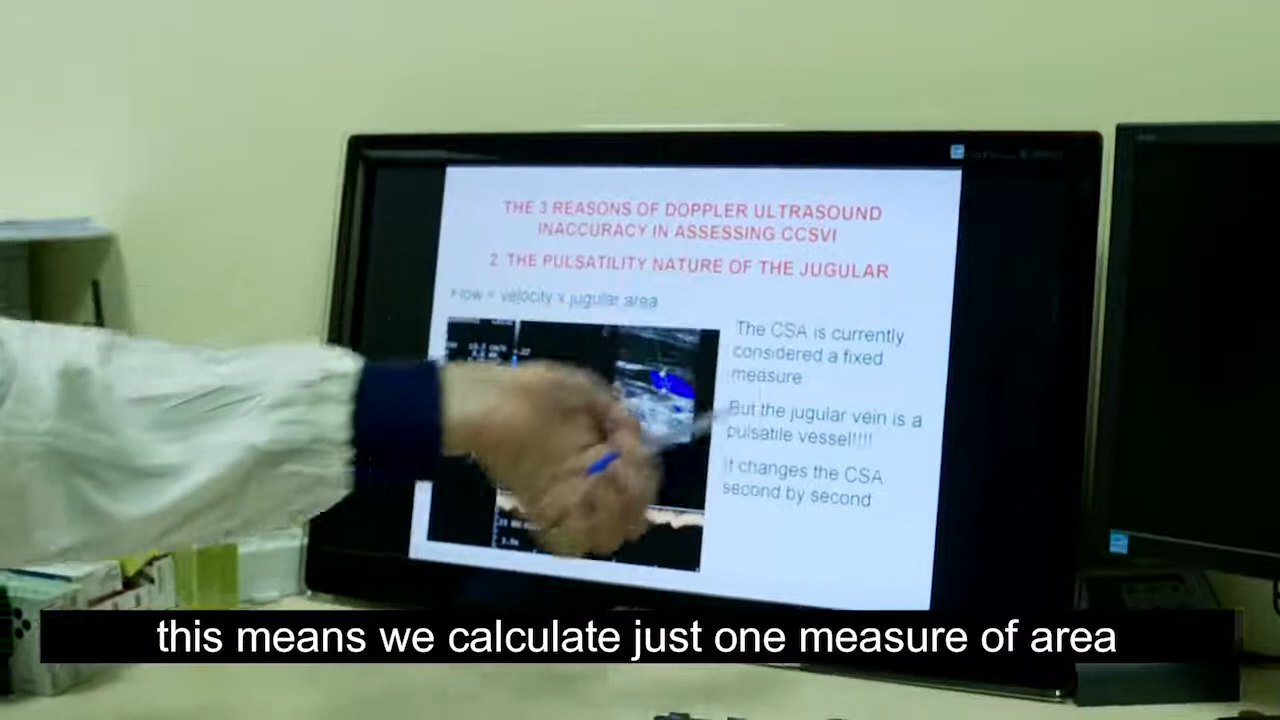 THE 3 REASONS OF DOPPLER ULTRASOUND
INACCURACY IN ASSESSING CCSVI
2 THE PULSATILITY NATURE OF THE JUGULAR
Flow = velocity x jugular area
The CSA is currently
considered a fixed
measure
But the jugular vein is a
pulsatile vessel!!!!
It changes the CSA
second by second
this means we calculate just one measure of area